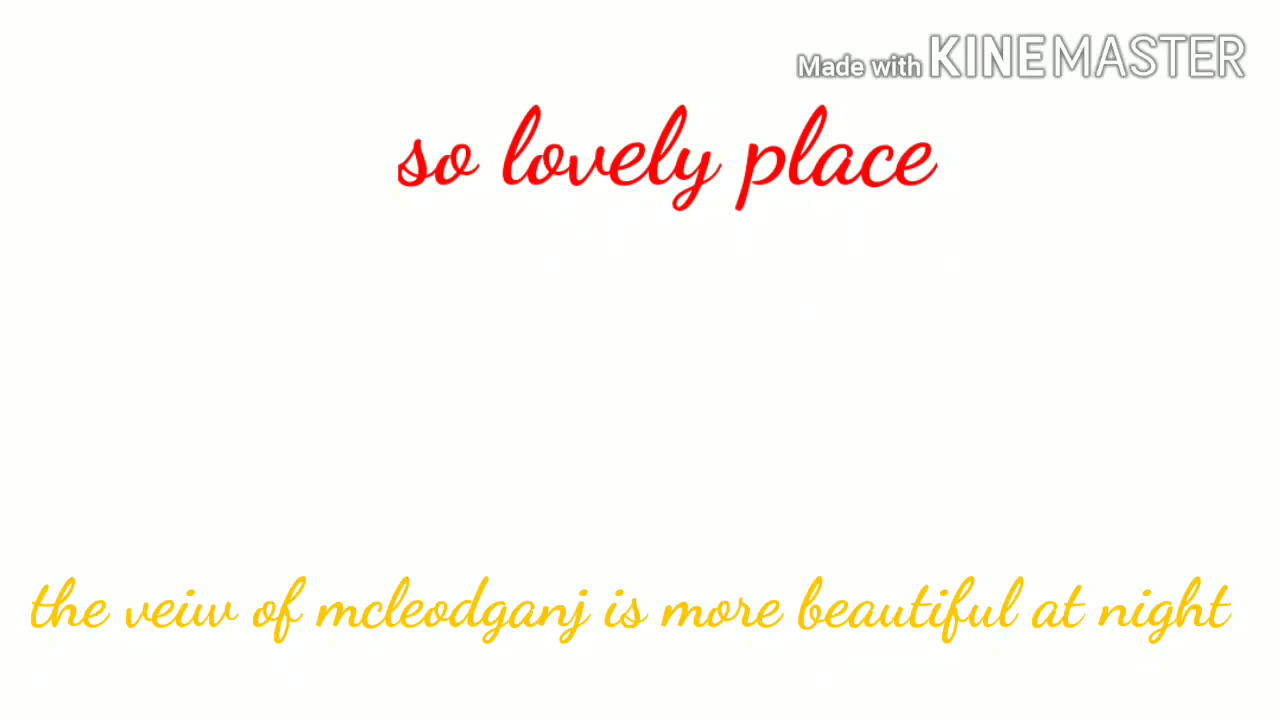 Made with KINEMASTER
so lovely place
the veiw of mcleodganj is more beautiful at night